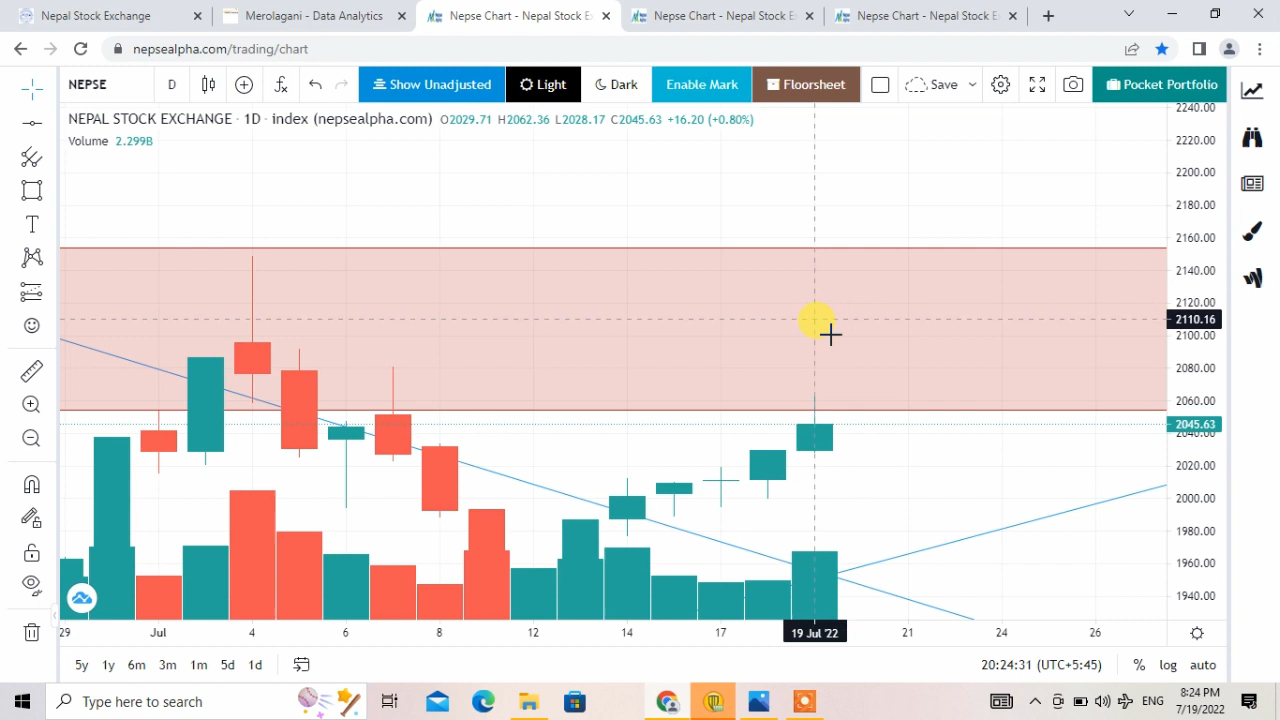 Nepal Stock Exchange
Merolagani - Data Analytics
Nepse Chart - Nepal Stock Ex
Nepse Chart - Nepal Stock Ex
Nepse Chart - Nepal Stock Ex
nepsealpha.com/trading/chart
NEPSE
D
Show Unadjusted
Light
Dark
Enable Mark
Floorsheet
Save
Pocket Portfolio
NEPAL STOCK EXCHANGE · 1D · index (nepsealpha.com) O2029.71 H2062.36 L2028.17 C2045.63 +16.20 (+0.80%)
Volume 2.299B
2240.00
2220.00
2200.00
2180.00
2160.00
2140.00
2120.00
2110.16
2100.00
2080.00
2060.00
2045.63
2040.00
2020.00
2000.00
1980.00
1960.00
1940.00
29 Jul 4 6 8 12 14 17 19 Jul '22 21 24 26
5y 1y 6m 3m 1m 5d 1d
20:24:31 (UTC+5:45) % log auto
Type here to search
ENG
8:24 PM
7/19/2022